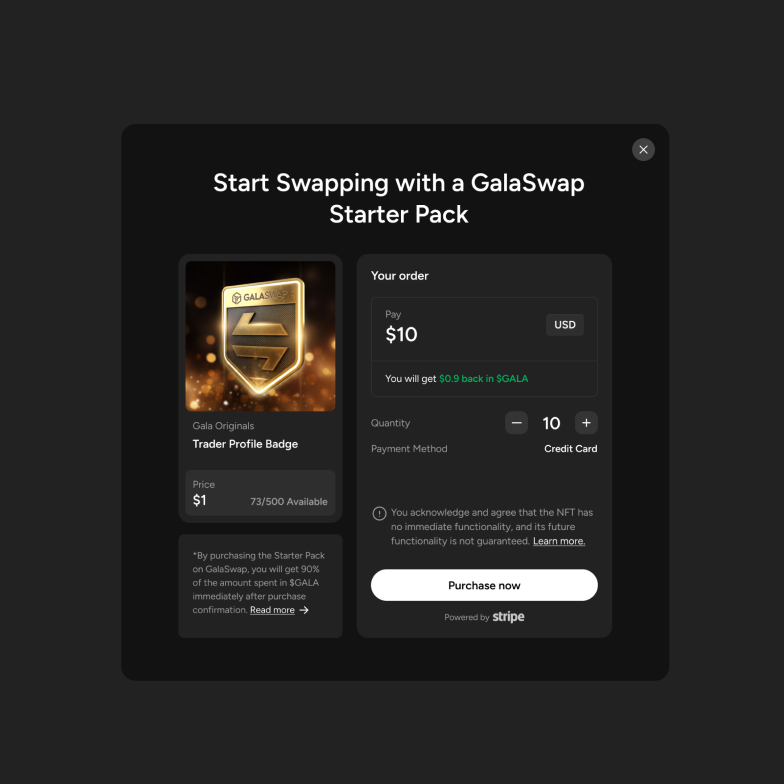 Start Swapping with a GalaSwap
Starter Pack
GALASWAP
Gala Originals
Trader Profile Badge
Price
$1
73/500 Available
*By purchasing the Starter Pack
on GalaSwap, you will get 90%
of the amount spent in $GALA
immediately after purchase
confirmation. Read more
Your order
Pay
$10
USD
You will get $0.9 back in $GALA
Quantity
10
Payment Method
Credit Card
You acknowledge and agree that the NFT has
no immediate functionality, and its future
functionality is not guaranteed. Learn more.
Purchase now
Powered by stripe